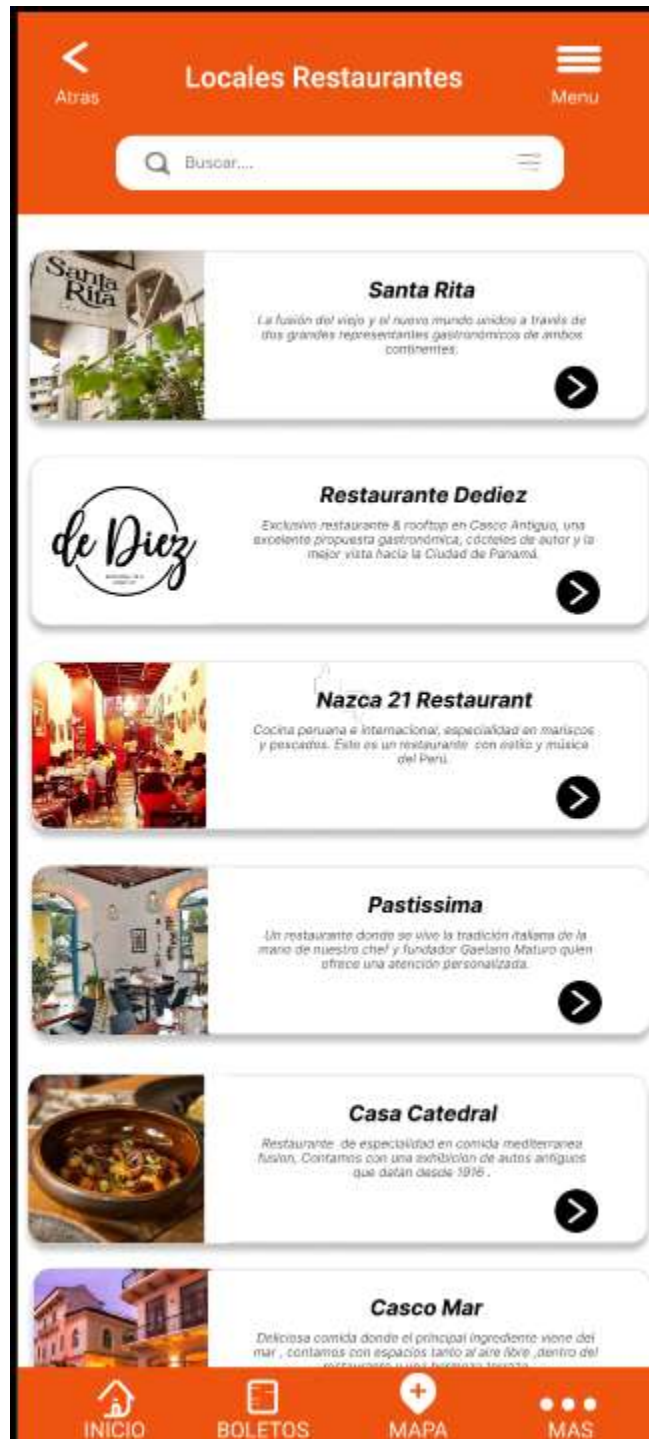 Atras
Locales Restaurantes
Menu
Buscar....
Santa Rita
Santa Rita
La fusión del viejo y el nuevo mundo unidos a través de
dos grandes representantes gastronómicos de ambos
continentes.
de Diez
Restaurante Dediez
Exclusivo restaurante & rooftop en Casco Antiguo, una
excelente propuesta gastronómica, cócteles de autor y la
mejor vista hacia la Ciudad de Panamá.
Nazca 21 Restaurant
Cocina peruana e internacional, especialidad en mariscos
y pescados. Este es un restaurante con estilo y música
del Perú.
Pastissima
Un restaurante donde se vive la tradición italiana de la
mano de nuestro chef y fundador Gaetano Maturo quien
ofrece una atención personalizada.
Casa Catedral
Restaurante de especialidad en comida mediterranea
fusion, Contamos con una exhibicion de autos antiguos
que datan desde 1916 .
Casco Mar
Deliciosa comida donde el principal ingrediente viene del
mar , contamos con espacios tanto al aire libre ,dentro del
INICIO
BOLETOS
MAPA
MAS